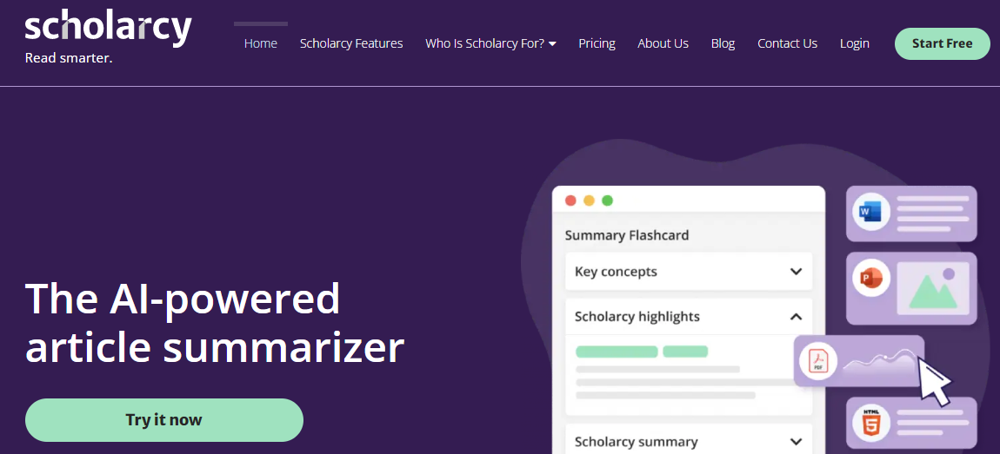 scholarcy
Read smarter.
Home Scholarcy Features Who Is Scholarcy For? Pricing About Us Blog Contact Us Login Start Free
The AI-powered
article summarizer
Try it now
Summary Flashcard
Key concepts
Scholarcy highlights
Scholarcy summary
W
P
PDF
HTML
5